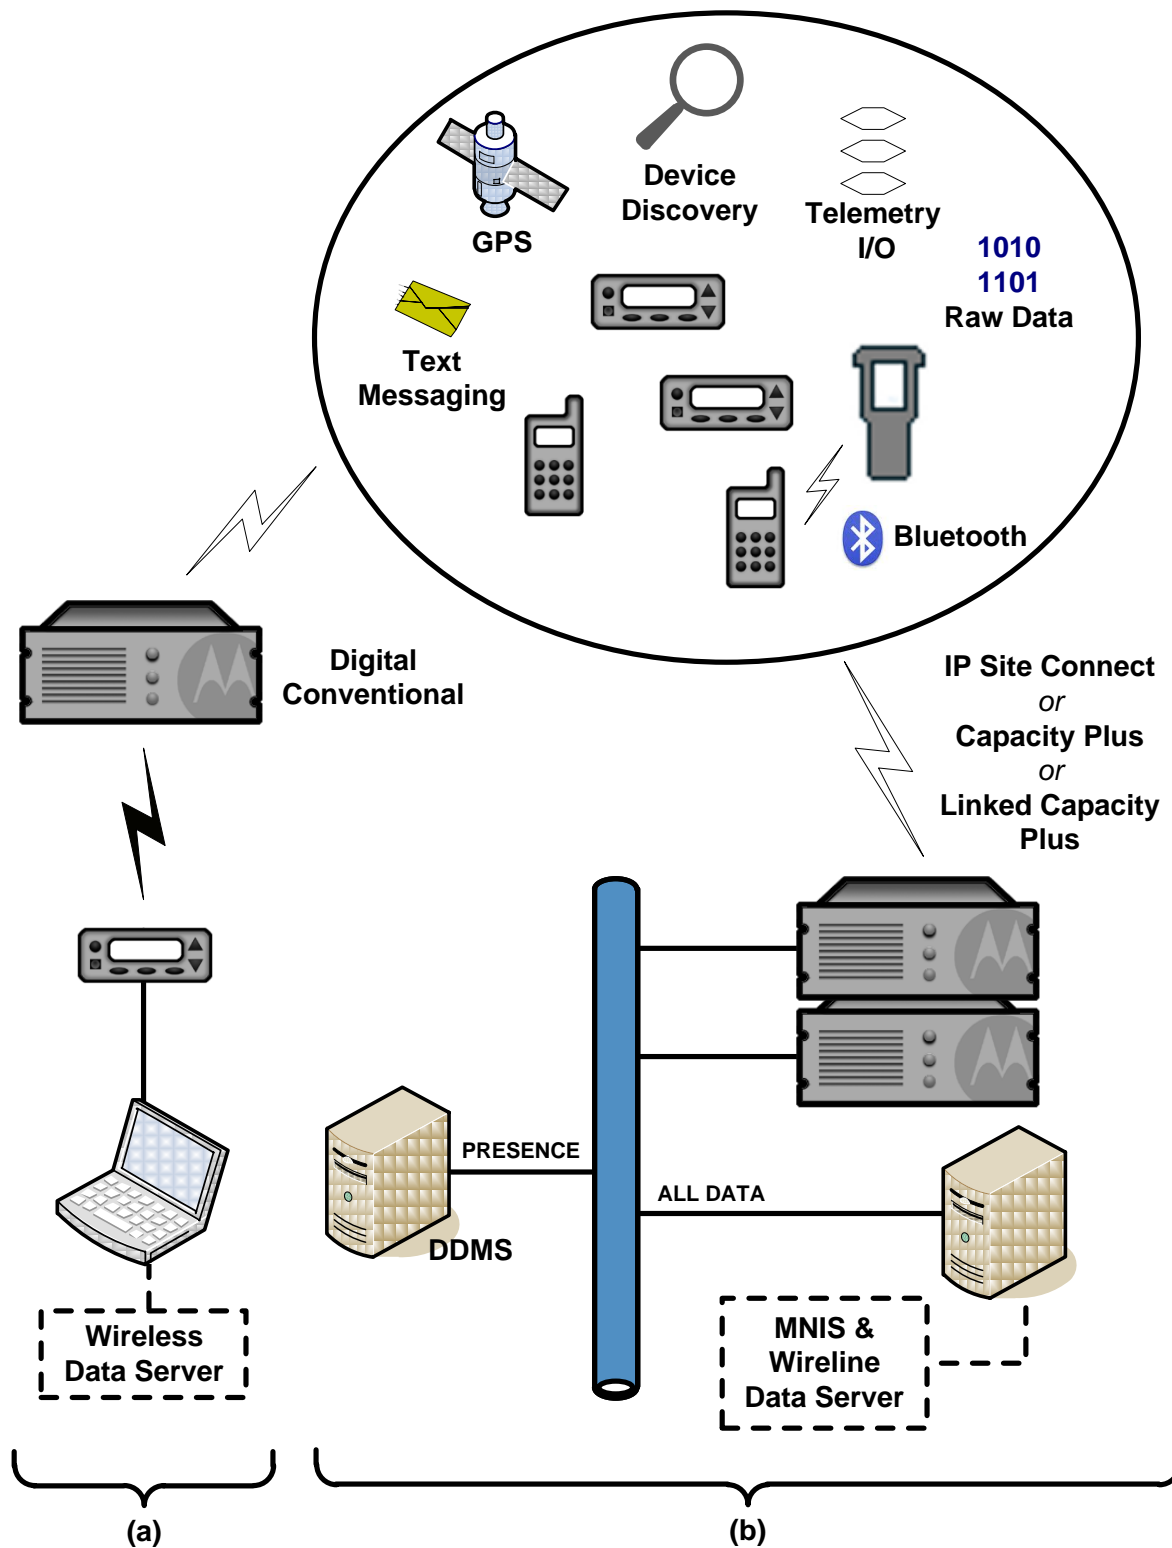 Device
Discovery
GPS
Telemetry
I/O
1010
1101
Raw Data
Text
Messaging
Bluetooth
Digital
Conventional
IP Site Connect
or
Capacity Plus
or
Linked Capacity
Plus
PRESENCE
ALL DATA
DDMS
Wireless
Data Server
MNIS &
Wireline
Data Server
(a)
(b)